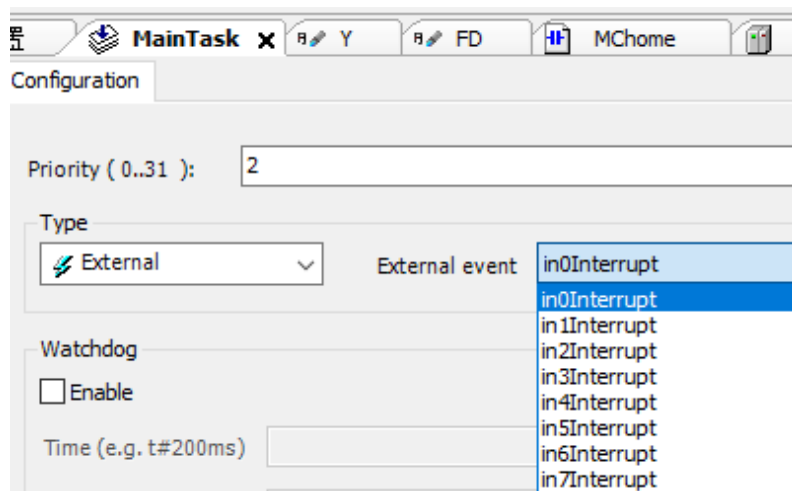 置 MainTask X Y FD MChome
Configuration
Priority ( 0..31 ): 2
Type
External External event in0Interrupt
in0Interrupt
in1Interrupt
in2Interrupt
Watchdog
in3Interrupt
Enable
in4Interrupt
in5Interrupt
Time (e.g. t#200ms)
in6Interrupt
in7Interrupt